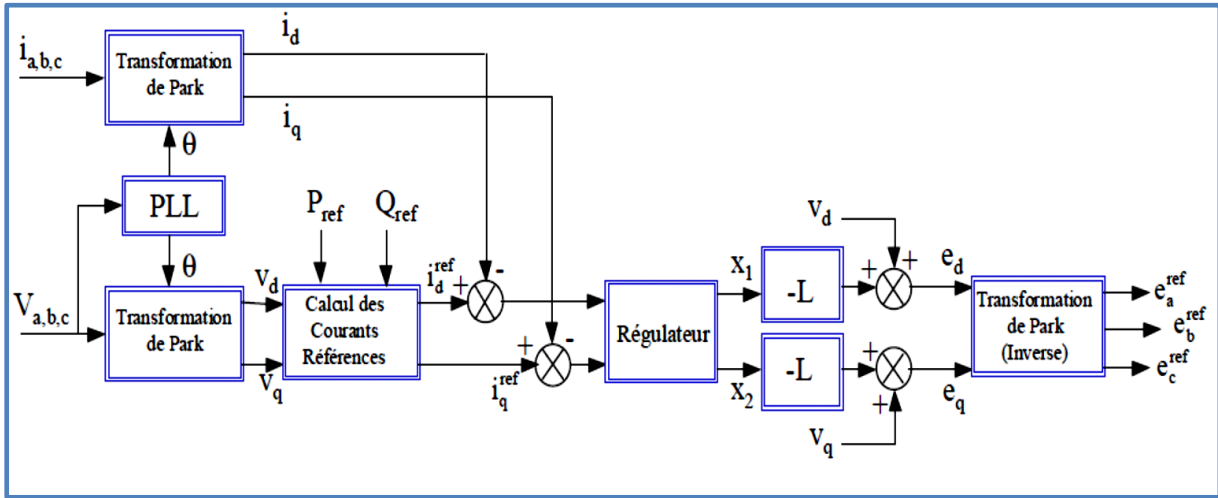 i_a,b,c
Transformation
de Park
i_d
i_q
θ
PLL
θ
V_a,b,c
Transformation
de Park
v_d
v_q
P_ref
Q_ref
Calcul des
Courants
Références
i_d^ref
+
-
i_q^ref
+
-
Régulateur
x_1
x_2
-L
-L
v_d
+
+
e_d
v_q
+
+
e_q
Transformation
de Park
(Inverse)
e_a^ref
e_b^ref
e_c^ref